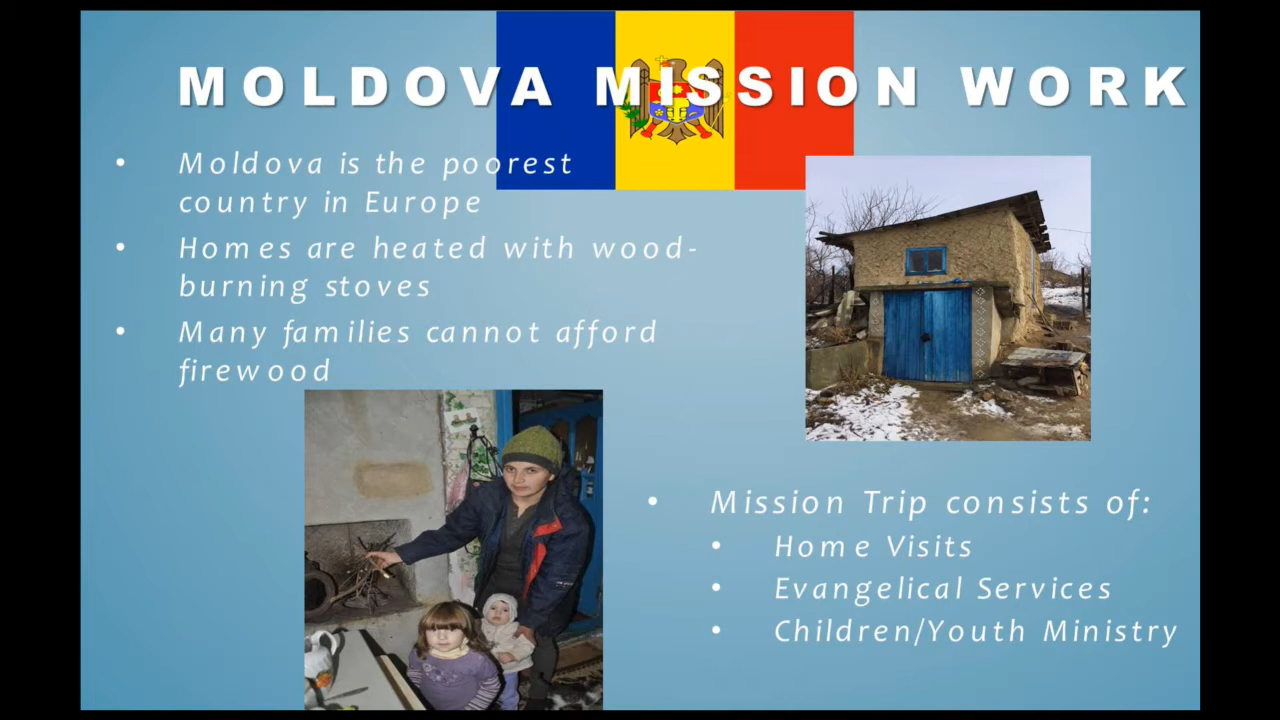 MOLDOVA MISSION WORK
• Moldova is the poorest
country in Europe
• Homes are heated with wood-
burning stoves
• Many families cannot afford
firewood
• Mission Trip consists of:
• Home Visits
• Evangelical Services
• Children/Youth Ministry